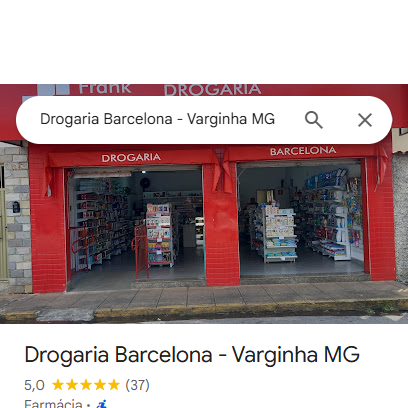 Frank DROGARIA
Drogaria Barcelona - Varginha MG
DROGARIA BARCELONA
Drogaria Barcelona - Varginha MG
5,0 ★★★★★ (37)
Farmácia ·